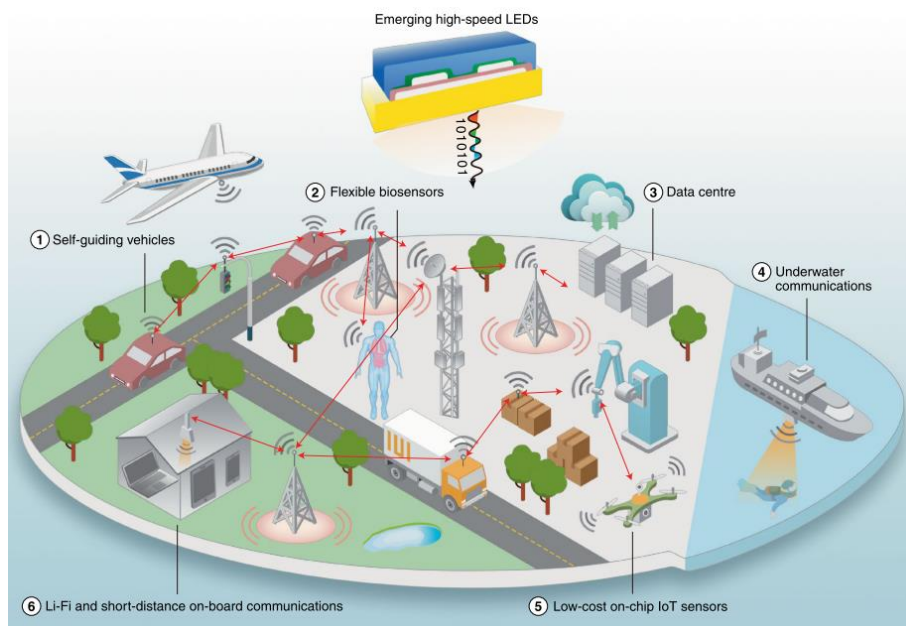 Emerging high-speed LEDs
1010101
2 Flexible biosensors
3 Data centre
1 Self-guiding vehicles
4 Underwater
communications
6 Li-Fi and short-distance on-board communications
5 Low-cost on-chip IoT sensors